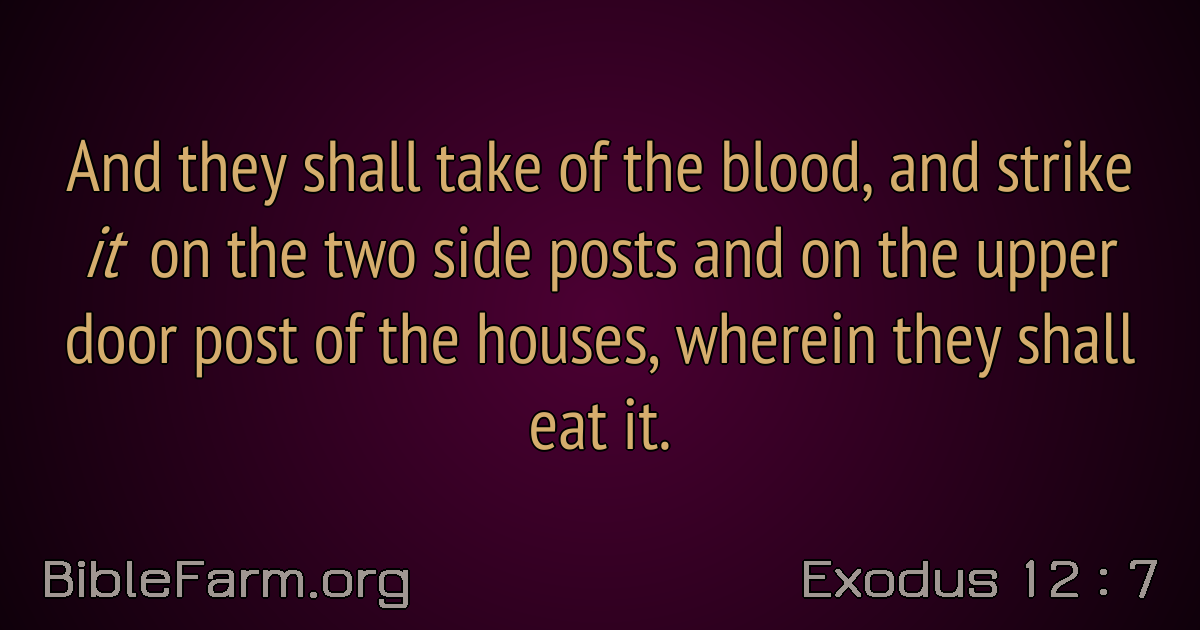 And they shall take of the blood, and strike
it on the two side posts and on the upper
door post of the houses, wherein they shall
eat it.
BibleFarm.org
Exodus 12 : 7